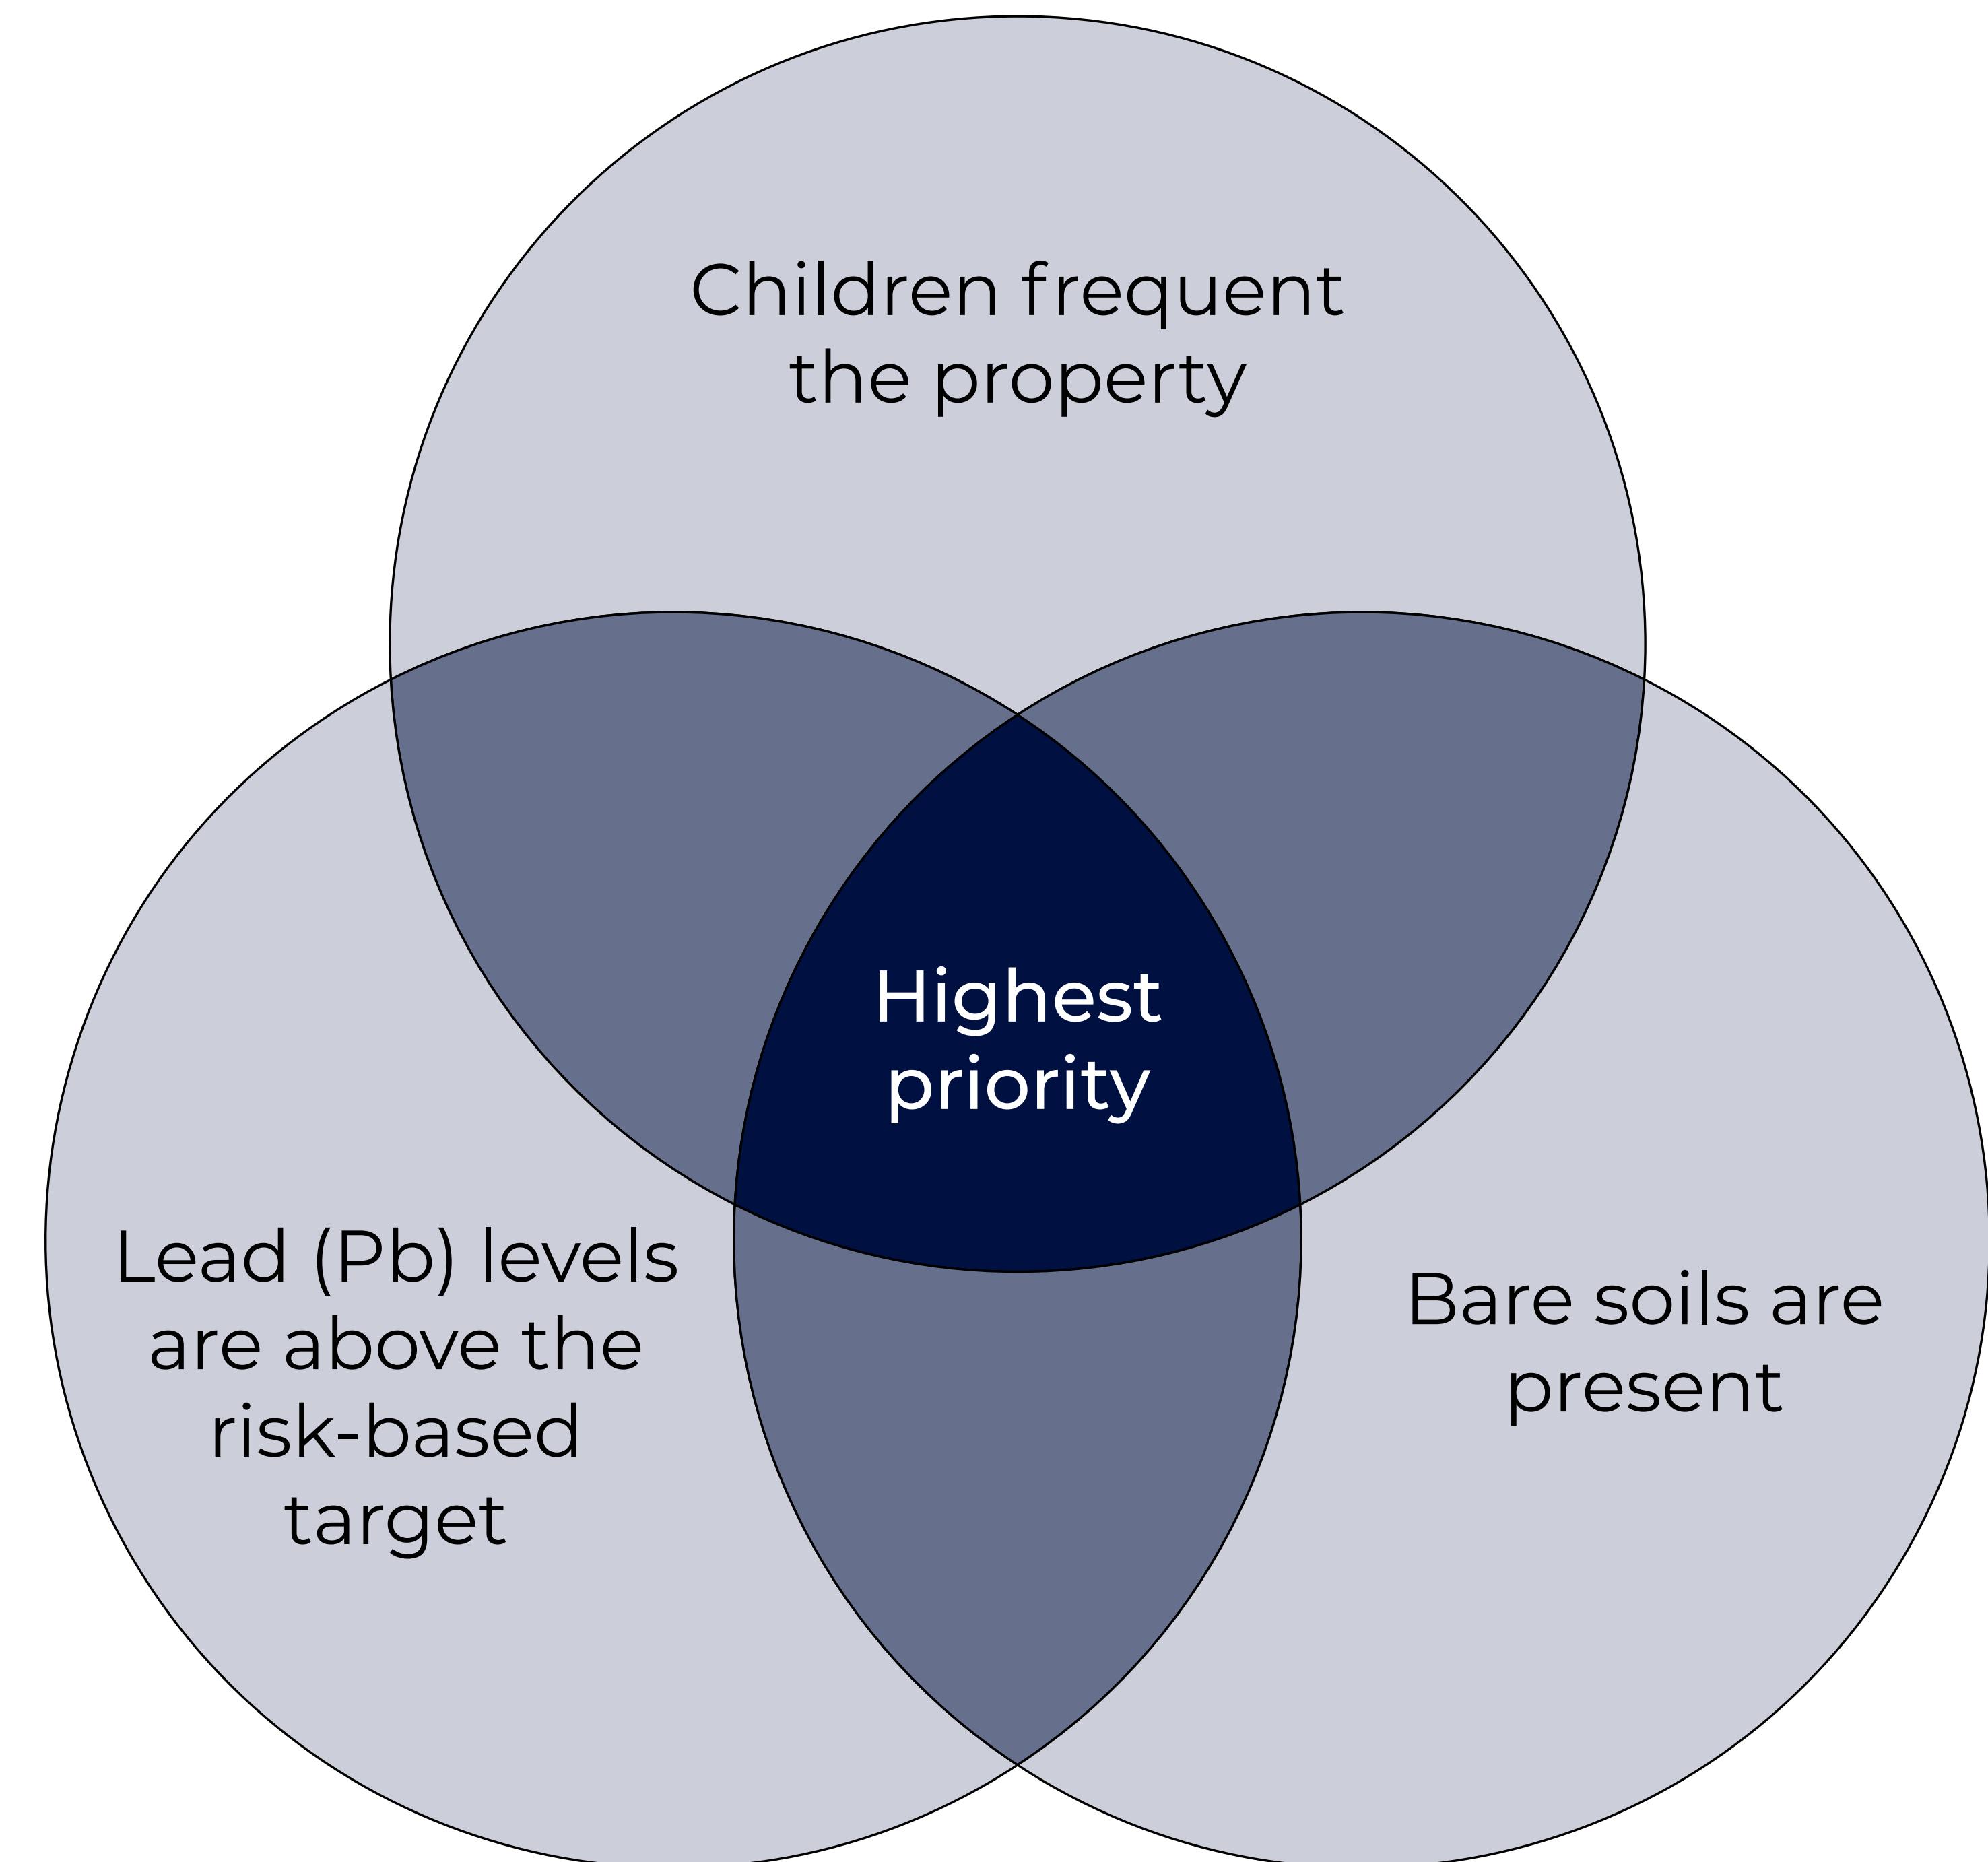 Children frequent
the property
Highest
priority
Lead (Pb) levels
are above the
risk-based
target
Bare soils are
present